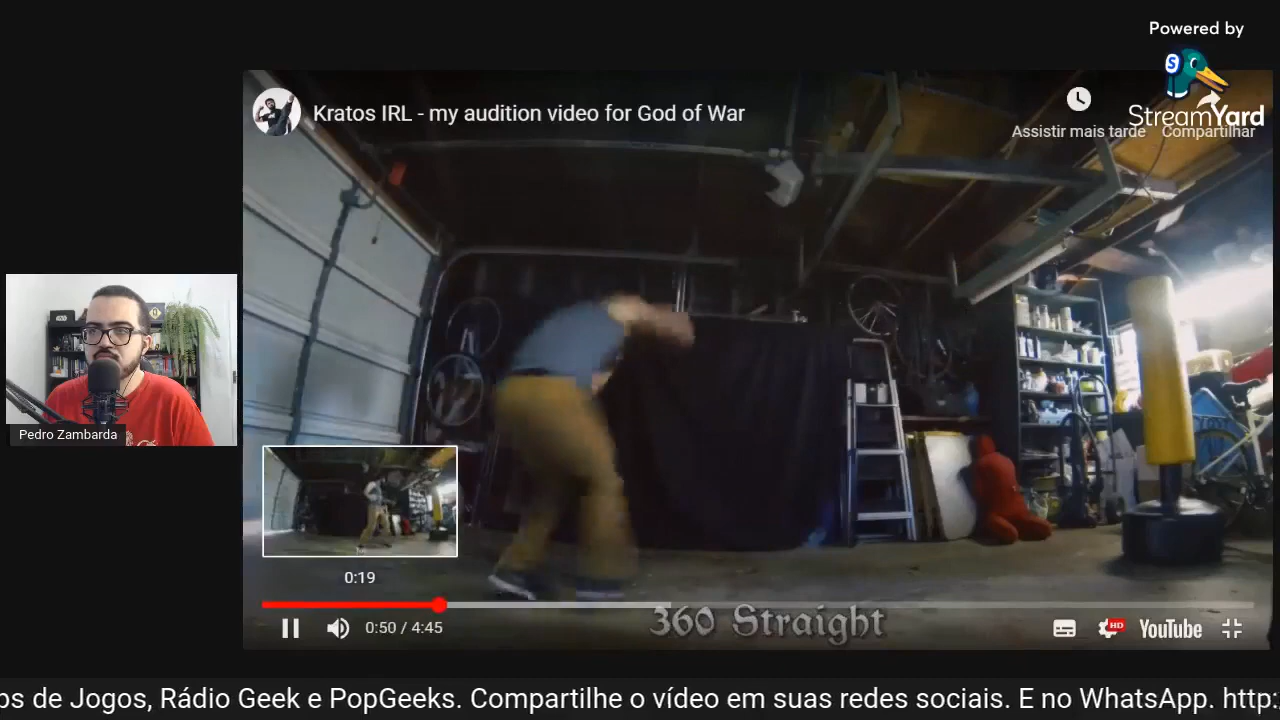 Powered by
S
StreamYard
Kratos IRL - my audition video for God of War
Assistir mais tarde
Compartilhar
Pedro Zambarda
0:19
360 Straight
0:50 / 4:45
HD
YouTube
os de Jogos, Rádio Geek e PopGeeks. Compartilhe o vídeo em suas redes sociais. E no WhatsApp. http: